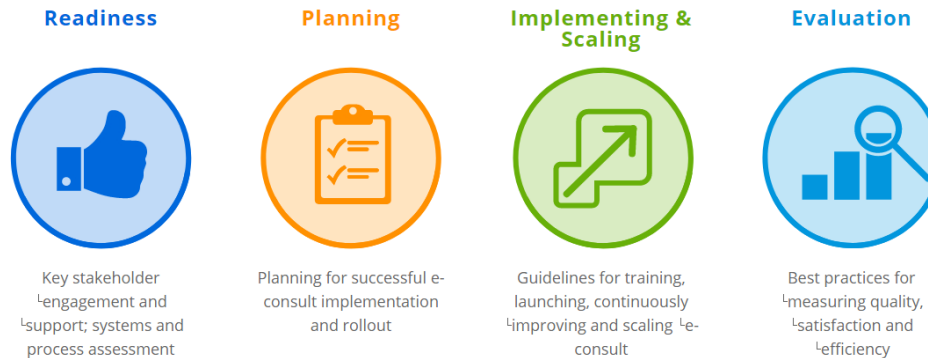 Readiness
Key stakeholder
└engagement and
└support; systems and
process assessment
Planning
Planning for successful e-
consult implementation
and rollout
Implementing &
Scaling
Guidelines for training,
launching, continuously
└improving and scaling └e-
consult
Evaluation
Best practices for
└measuring quality,
└satisfaction and
└efficiency